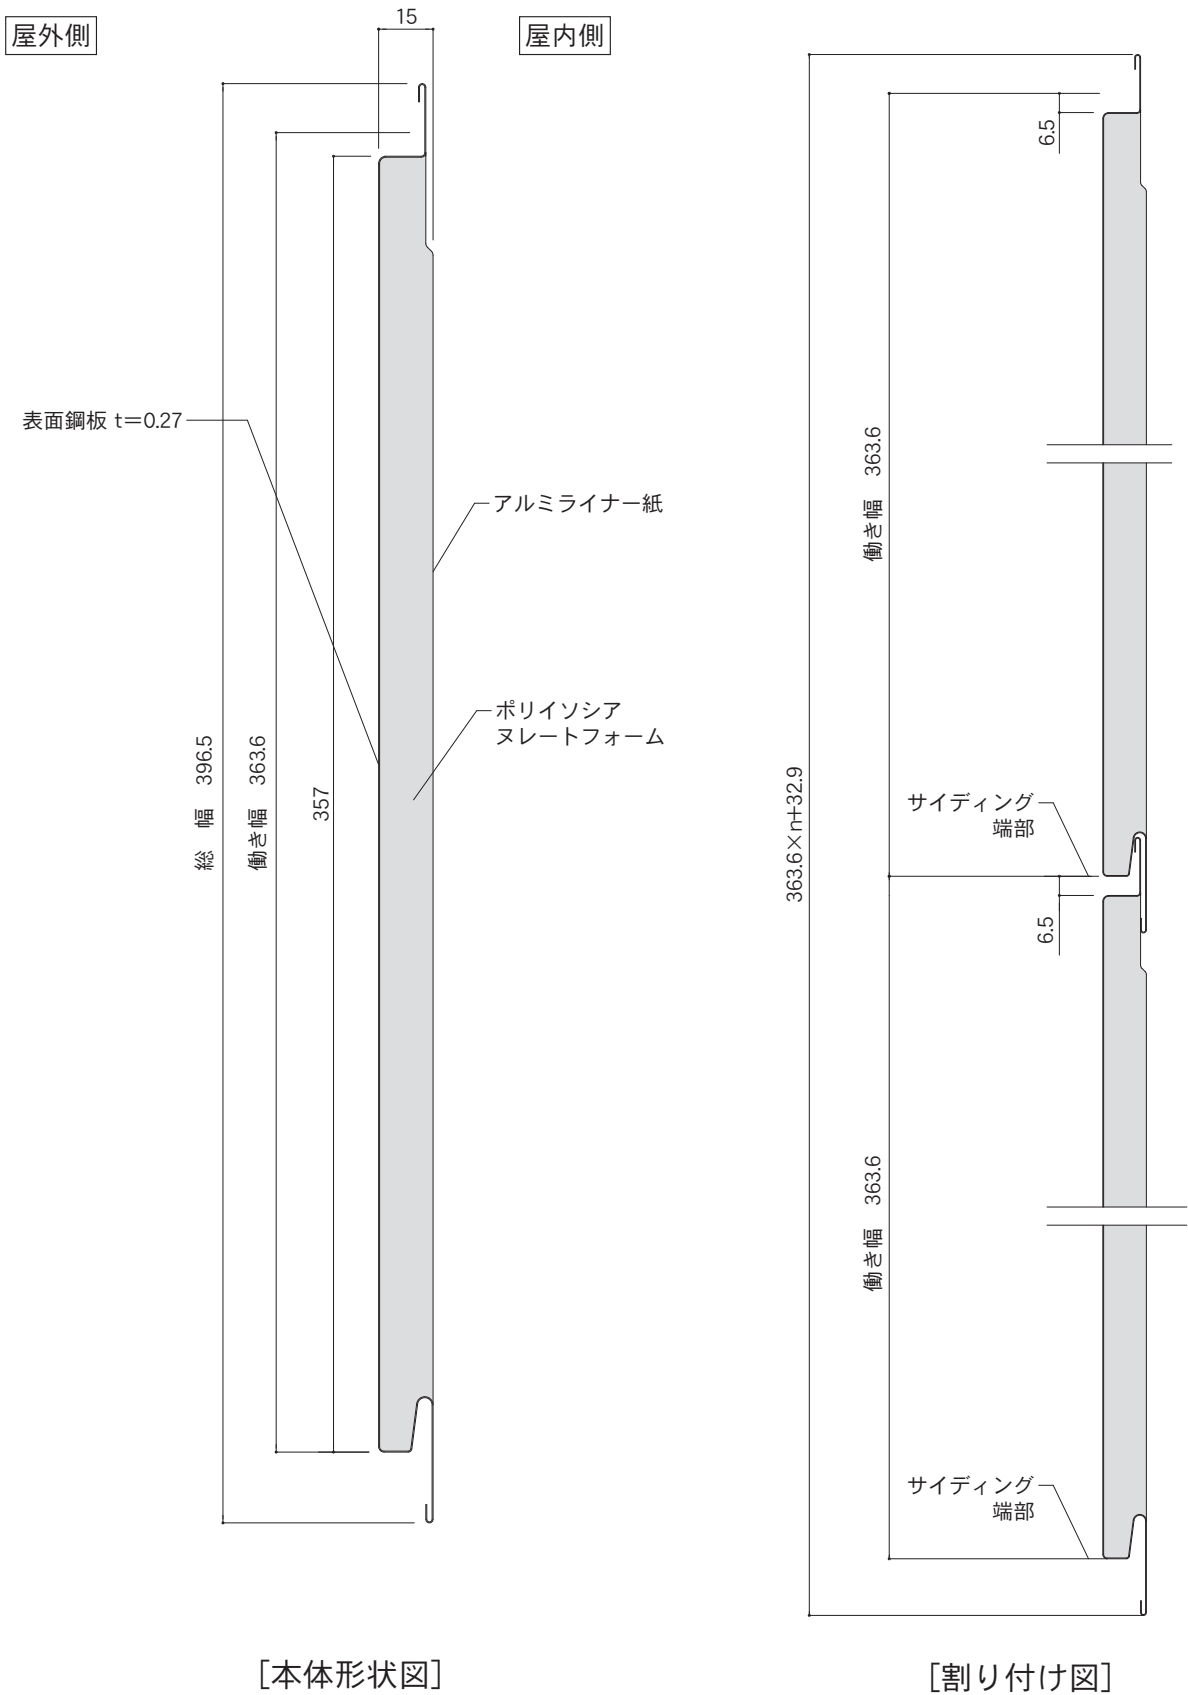 屋外側
15
屋内側
6.5
表面鋼板 t=0.27
アルミライナー紙
働き幅 363.6
ポリイソシア
ヌレートフォーム
総 幅 396.5
働き幅 363.6
357
363.6×n+32.9
サイディング
端部
6.5
働き幅 363.6
サイディング
端部
[本体形状図]
[割り付け図]